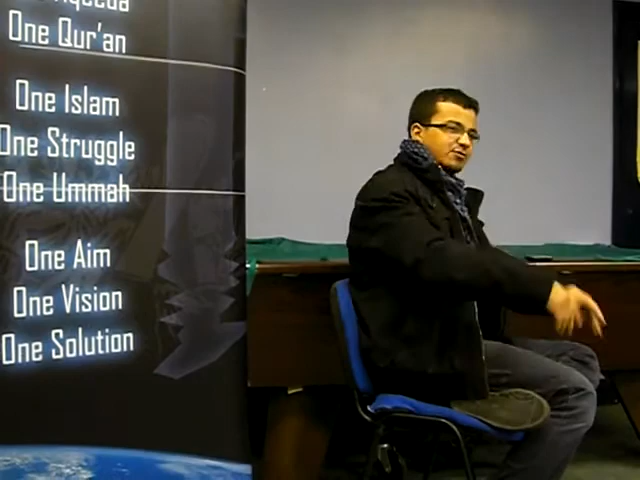 One Qur'an
One Islam
One Struggle
One Ummah
One Aim
One Vision
One Solution